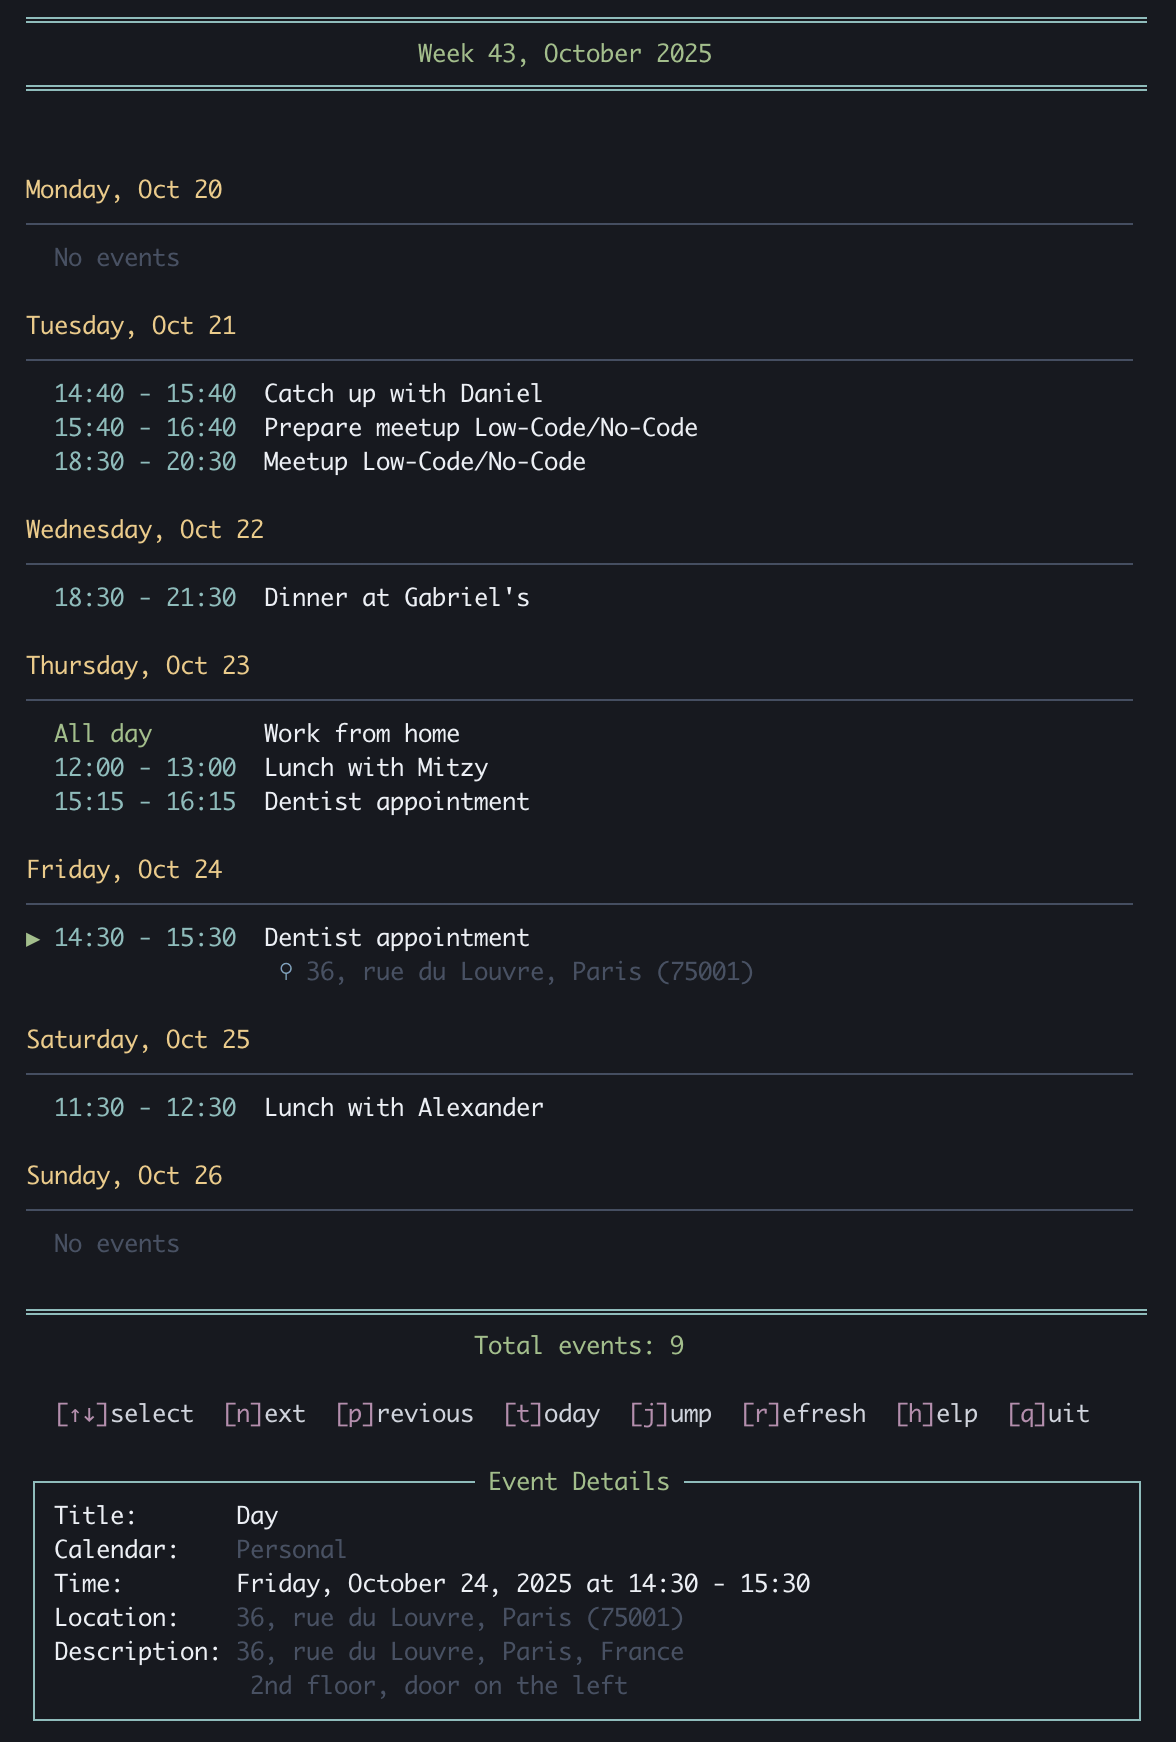 Week 43, October 2025
Monday, Oct 20
No events
Tuesday, Oct 21
14:40 - 15:40  Catch up with Daniel
15:40 - 16:40  Prepare meetup Low-Code/No-Code
18:30 - 20:30  Meetup Low-Code/No-Code
Wednesday, Oct 22
18:30 - 21:30  Dinner at Gabriel's
Thursday, Oct 23
All day        Work from home
12:00 - 13:00  Lunch with Mitzy
15:15 - 16:15  Dentist appointment
Friday, Oct 24
▶ 14:30 - 15:30  Dentist appointment
36, rue du Louvre, Paris (75001)
Saturday, Oct 25
11:30 - 12:30  Lunch with Alexander
Sunday, Oct 26
No events
Total events: 9
[↑↓]select  [n]ext  [p]revious  [t]oday  [j]ump  [r]efresh  [h]elp  [q]uit
Event Details
Title:       Day
Calendar:    Personal
Time:        Friday, October 24, 2025 at 14:30 - 15:30
Location:    36, rue du Louvre, Paris (75001)
Description: 36, rue du Louvre, Paris, France
2nd floor, door on the left